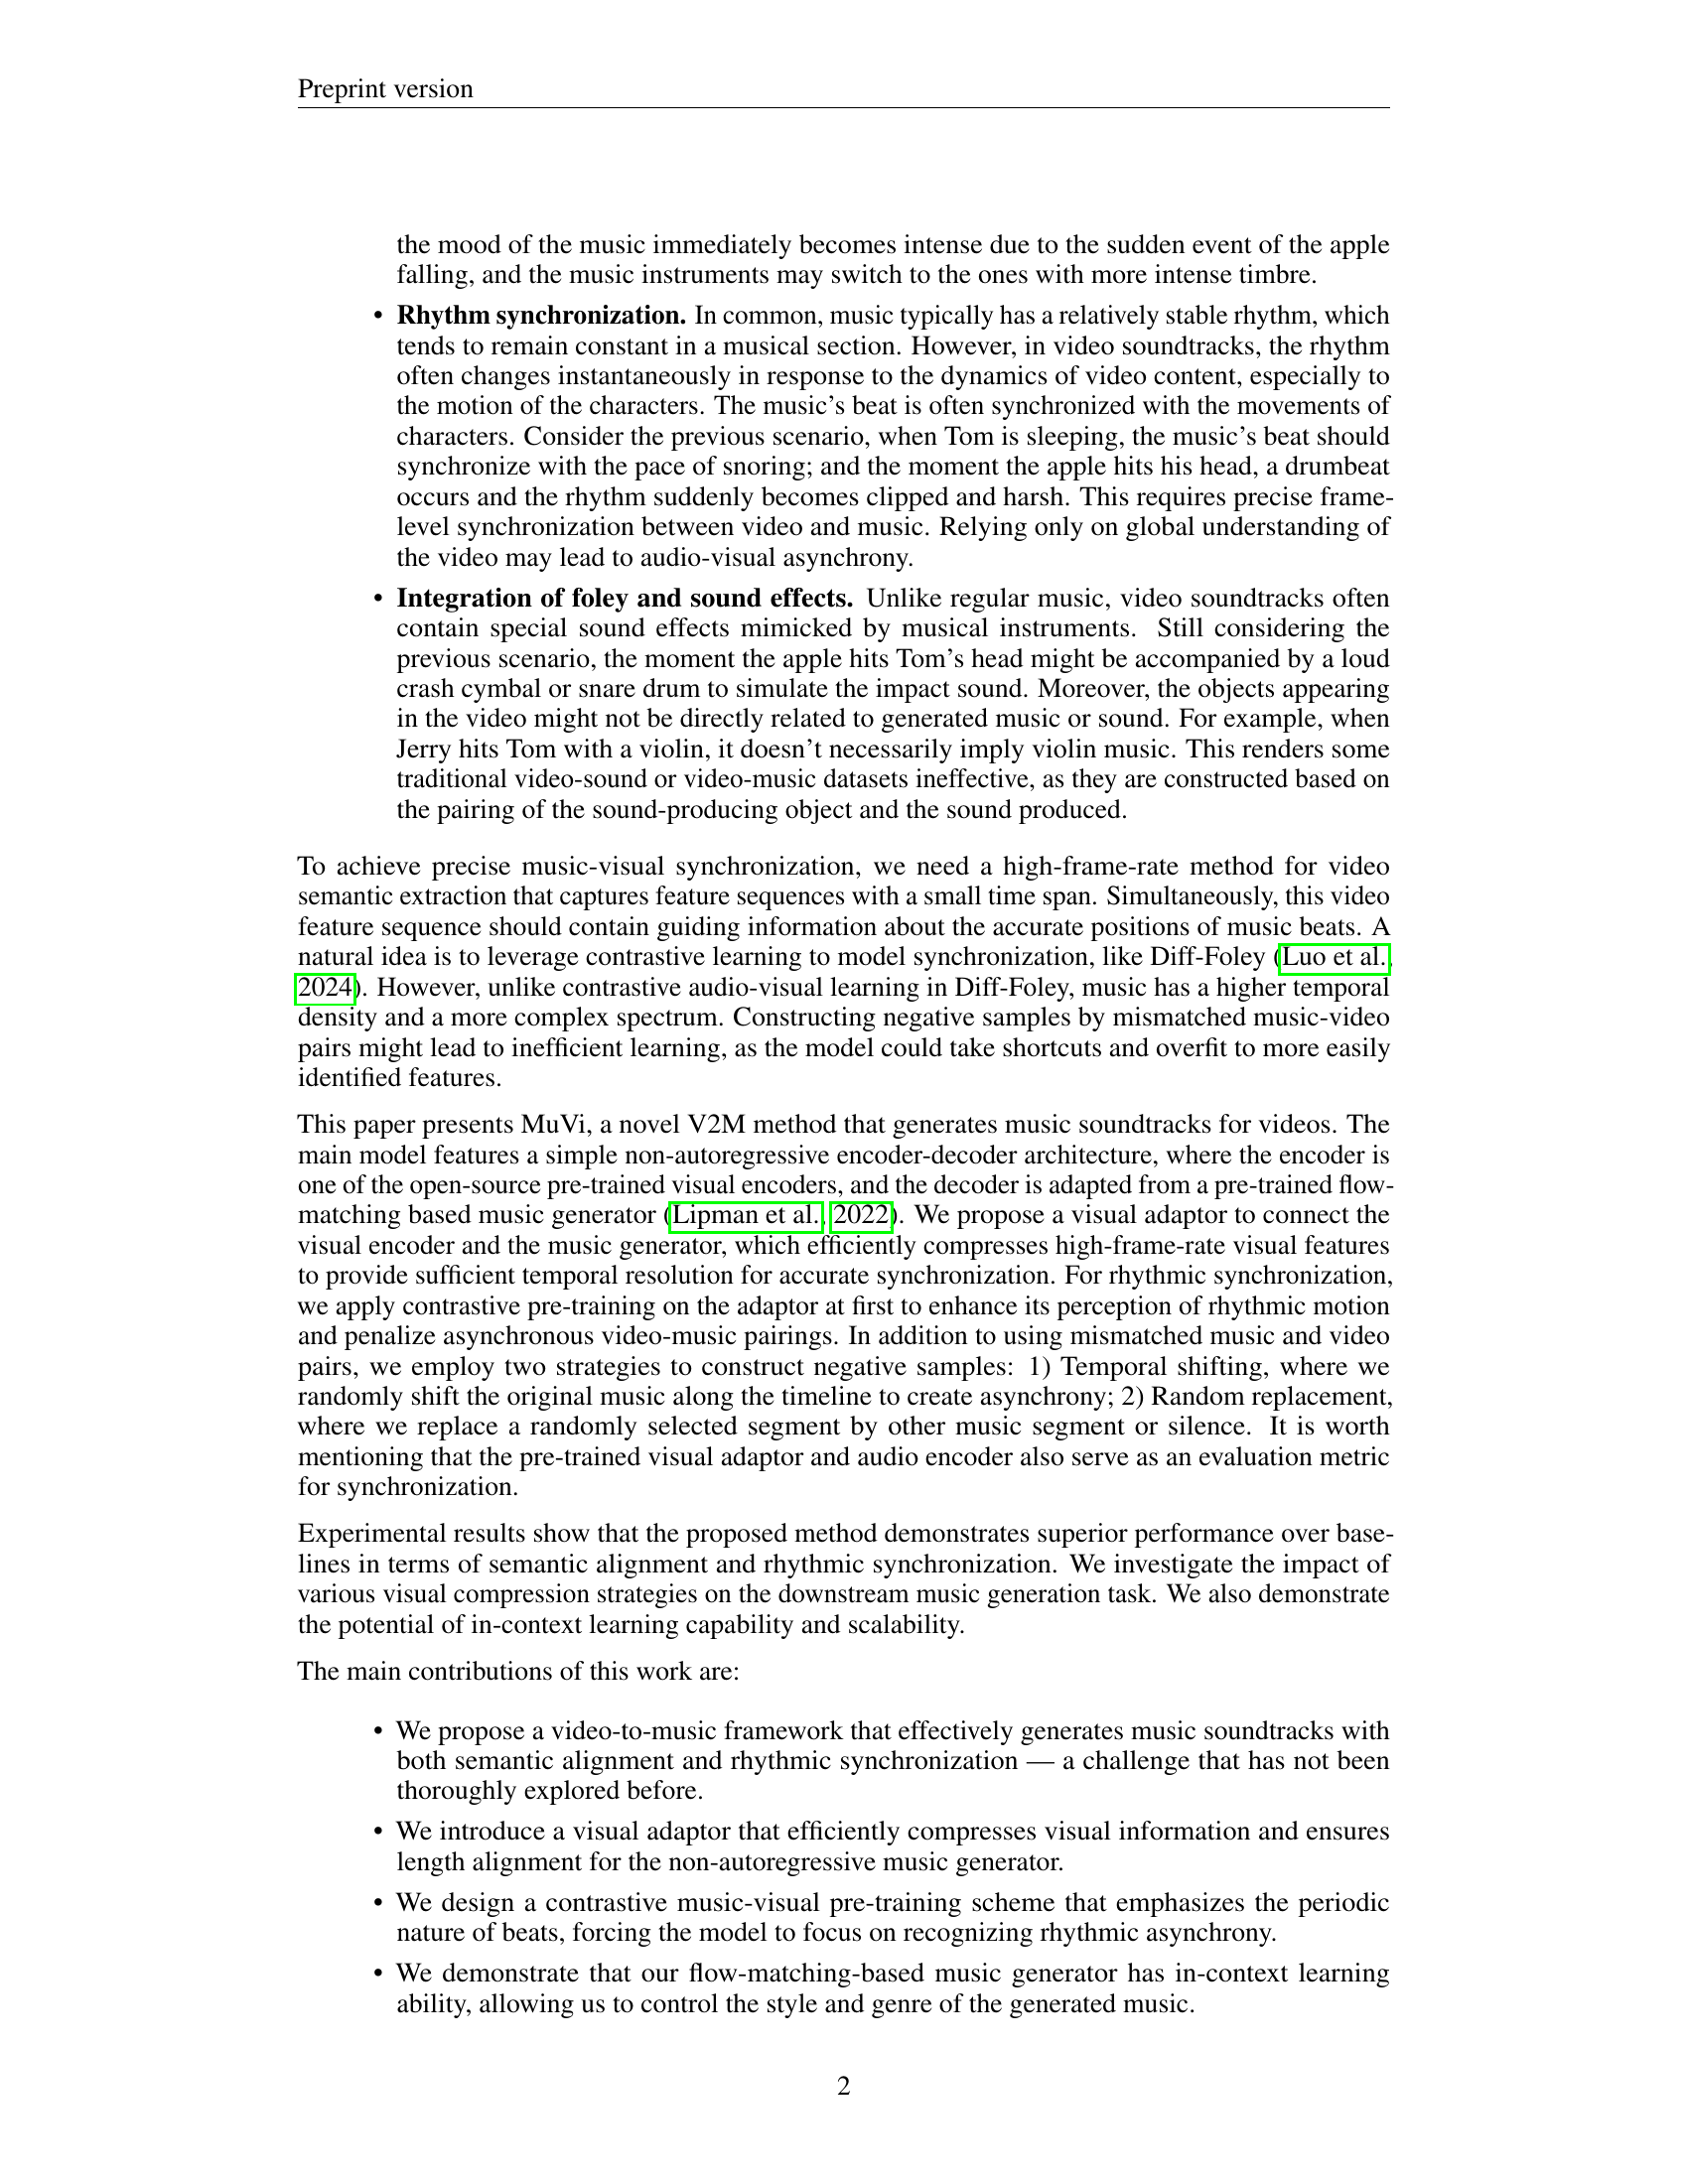 Preprint version
the mood of the music immediately becomes intense due to the sudden event of the apple
falling, and the music instruments may switch to the ones with more intense timbre.
• Rhythm synchronization. In common, music typically has a relatively stable rhythm, which
tends to remain constant in a musical section. However, in video soundtracks, the rhythm
often changes instantaneously in response to the dynamics of video content, especially to
the motion of the characters. The music's beat is often synchronized with the movements of
characters. Consider the previous scenario, when Tom is sleeping, the music's beat should
synchronize with the pace of snoring; and the moment the apple hits his head, a drumbeat
occurs and the rhythm suddenly becomes clipped and harsh. This requires precise frame-
level synchronization between video and music. Relying only on global understanding of
the video may lead to audio-visual asynchrony.
• Integration of foley and sound effects. Unlike regular music, video soundtracks often
contain special sound effects mimicked by musical instruments. Still considering the
previous scenario, the moment the apple hits Tom's head might be accompanied by a loud
crash cymbal or snare drum to simulate the impact sound. Moreover, the objects appearing
in the video might not be directly related to generated music or sound. For example, when
Jerry hits Tom with a violin, it doesn't necessarily imply violin music. This renders some
traditional video-sound or video-music datasets ineffective, as they are constructed based on
the pairing of the sound-producing object and the sound produced.
To achieve precise music-visual synchronization, we need a high-frame-rate method for video
semantic extraction that captures feature sequences with a small time span. Simultaneously, this video
feature sequence should contain guiding information about the accurate positions of music beats. A
natural idea is to leverage contrastive learning to model synchronization, like Diff-Foley (Luo et al.,
2024). However, unlike contrastive audio-visual learning in Diff-Foley, music has a higher temporal
density and a more complex spectrum. Constructing negative samples by mismatched music-video
pairs might lead to inefficient learning, as the model could take shortcuts and overfit to more easily
identified features.
This paper presents MuVi, a novel V2M method that generates music soundtracks for videos. The
main model features a simple non-autoregressive encoder-decoder architecture, where the encoder is
one of the open-source pre-trained visual encoders, and the decoder is adapted from a pre-trained flow-
matching based music generator (Lipman et al., 2022). We propose a visual adaptor to connect the
visual encoder and the music generator, which efficiently compresses high-frame-rate visual features
to provide sufficient temporal resolution for accurate synchronization. For rhythmic synchronization,
we apply contrastive pre-training on the adaptor at first to enhance its perception of rhythmic motion
and penalize asynchronous video-music pairings. In addition to using mismatched music and video
pairs, we employ two strategies to construct negative samples: 1) Temporal shifting, where we
randomly shift the original music along the timeline to create asynchrony; 2) Random replacement,
where we replace a randomly selected segment by other music segment or silence. It is worth
mentioning that the pre-trained visual adaptor and audio encoder also serve as an evaluation metric
for synchronization.
Experimental results show that the proposed method demonstrates superior performance over base-
lines in terms of semantic alignment and rhythmic synchronization. We investigate the impact of
various visual compression strategies on the downstream music generation task. We also demonstrate
the potential of in-context learning capability and scalability.
The main contributions of this work are:
• We propose a video-to-music framework that effectively generates music soundtracks with
both semantic alignment and rhythmic synchronization — a challenge that has not been
thoroughly explored before.
• We introduce a visual adaptor that efficiently compresses visual information and ensures
length alignment for the non-autoregressive music generator.
• We design a contrastive music-visual pre-training scheme that emphasizes the periodic
nature of beats, forcing the model to focus on recognizing rhythmic asynchrony.
• We demonstrate that our flow-matching-based music generator has in-context learning
ability, allowing us to control the style and genre of the generated music.
2